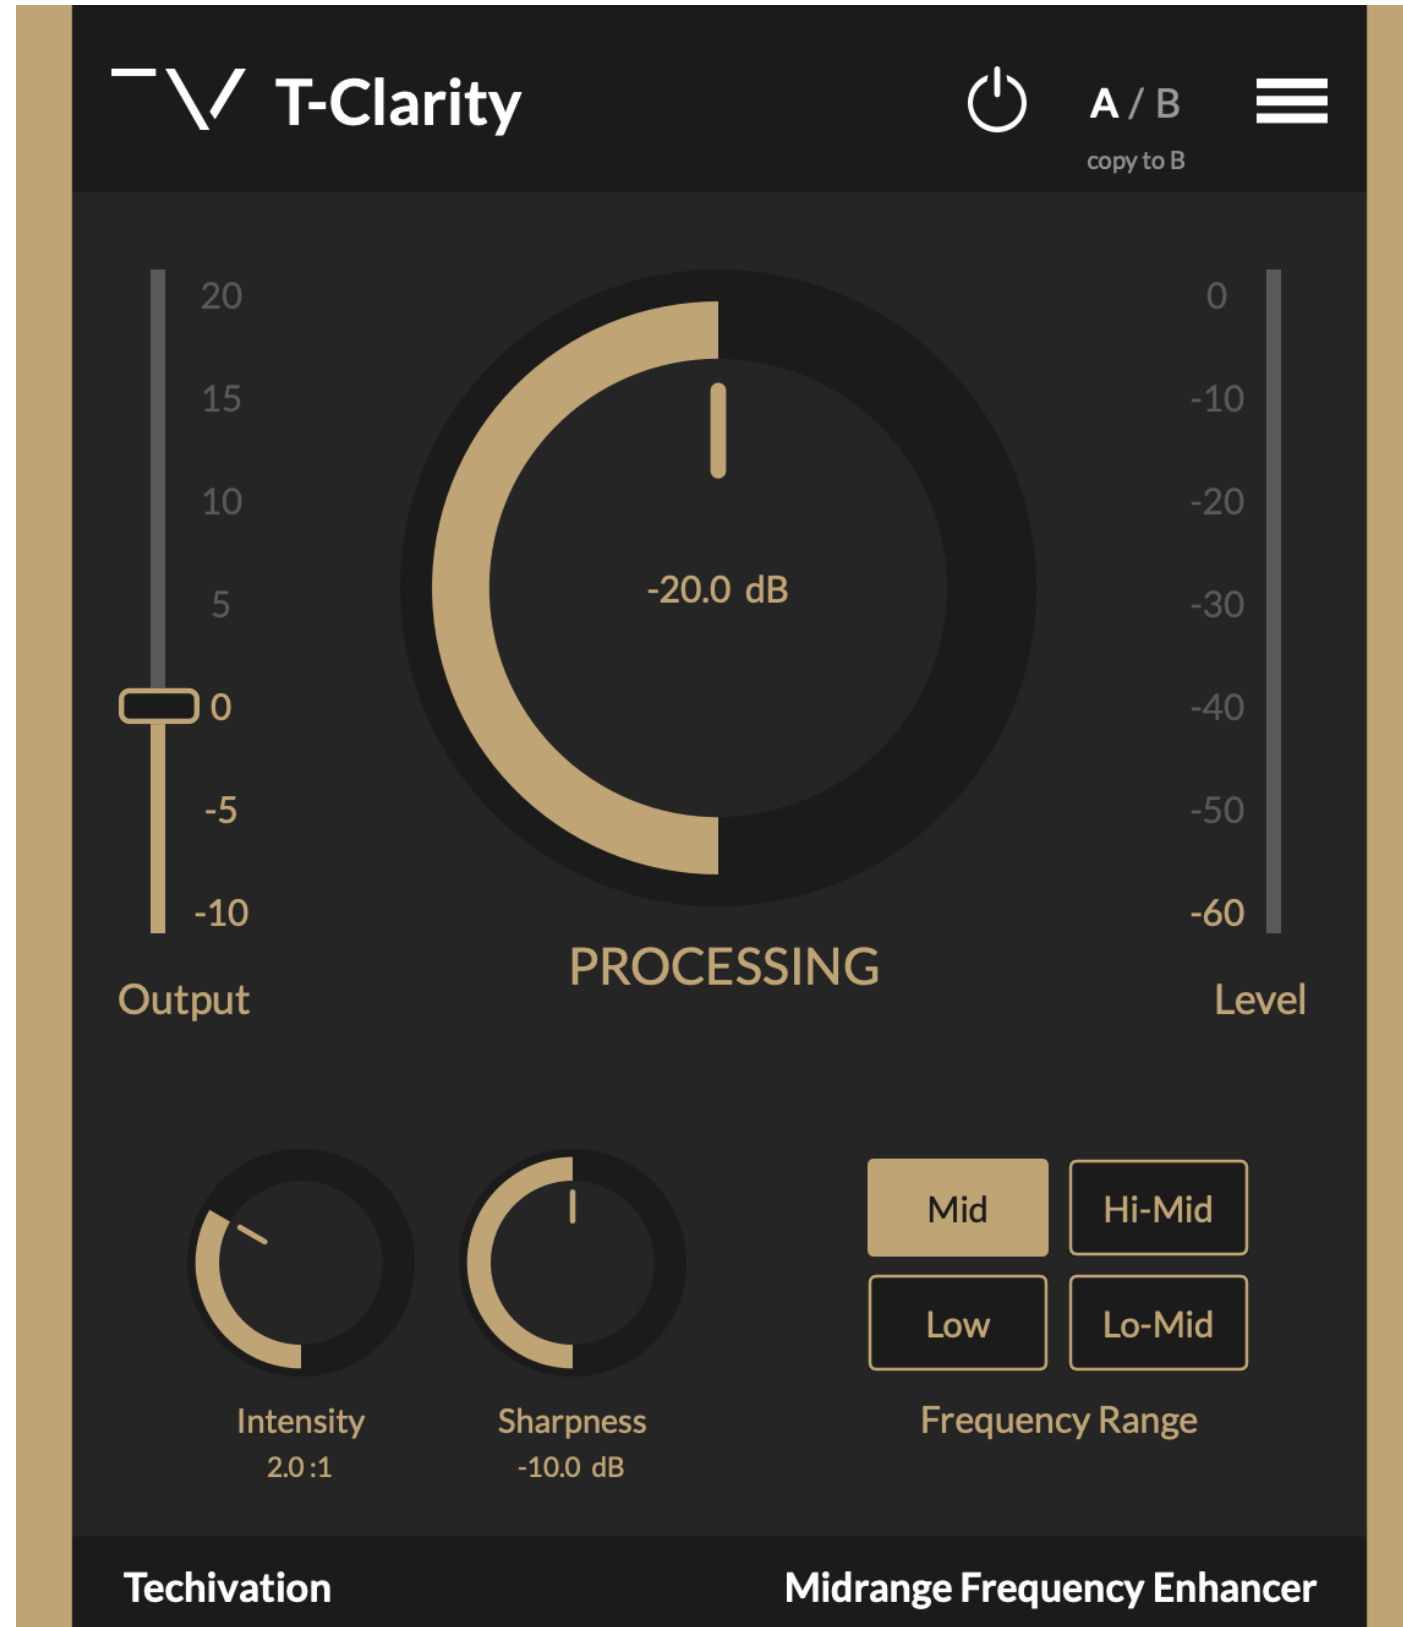 T-Clarity
A / B
copy to B
20
15
10
5
0
-5
-10
Output
-20.0 dB
PROCESSING
0
-10
-20
-30
-40
-50
-60
Level
Intensity
2.0 :1
Sharpness
-10.0 dB
Mid
Hi-Mid
Low
Lo-Mid
Frequency Range
Techivation
Midrange Frequency Enhancer